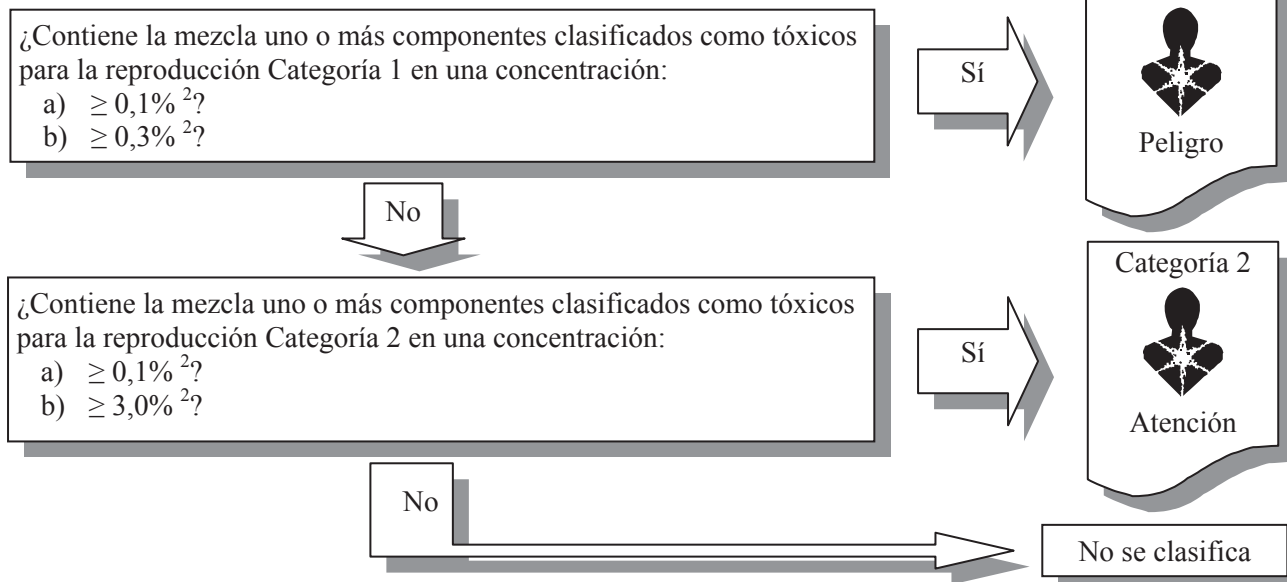 ¿Contiene la mezcla uno o más componentes clasificados como tóxicos
para la reproducción Categoría 1 en una concentración:
a) ≥ 0,1% ²?
b) ≥ 0,3% ²?
Sí
Peligro
No
¿Contiene la mezcla uno o más componentes clasificados como tóxicos
para la reproducción Categoría 2 en una concentración:
a) ≥ 0,1% ²?
b) ≥ 3,0% ²?
Sí
Categoría 2
Atención
No
No se clasifica